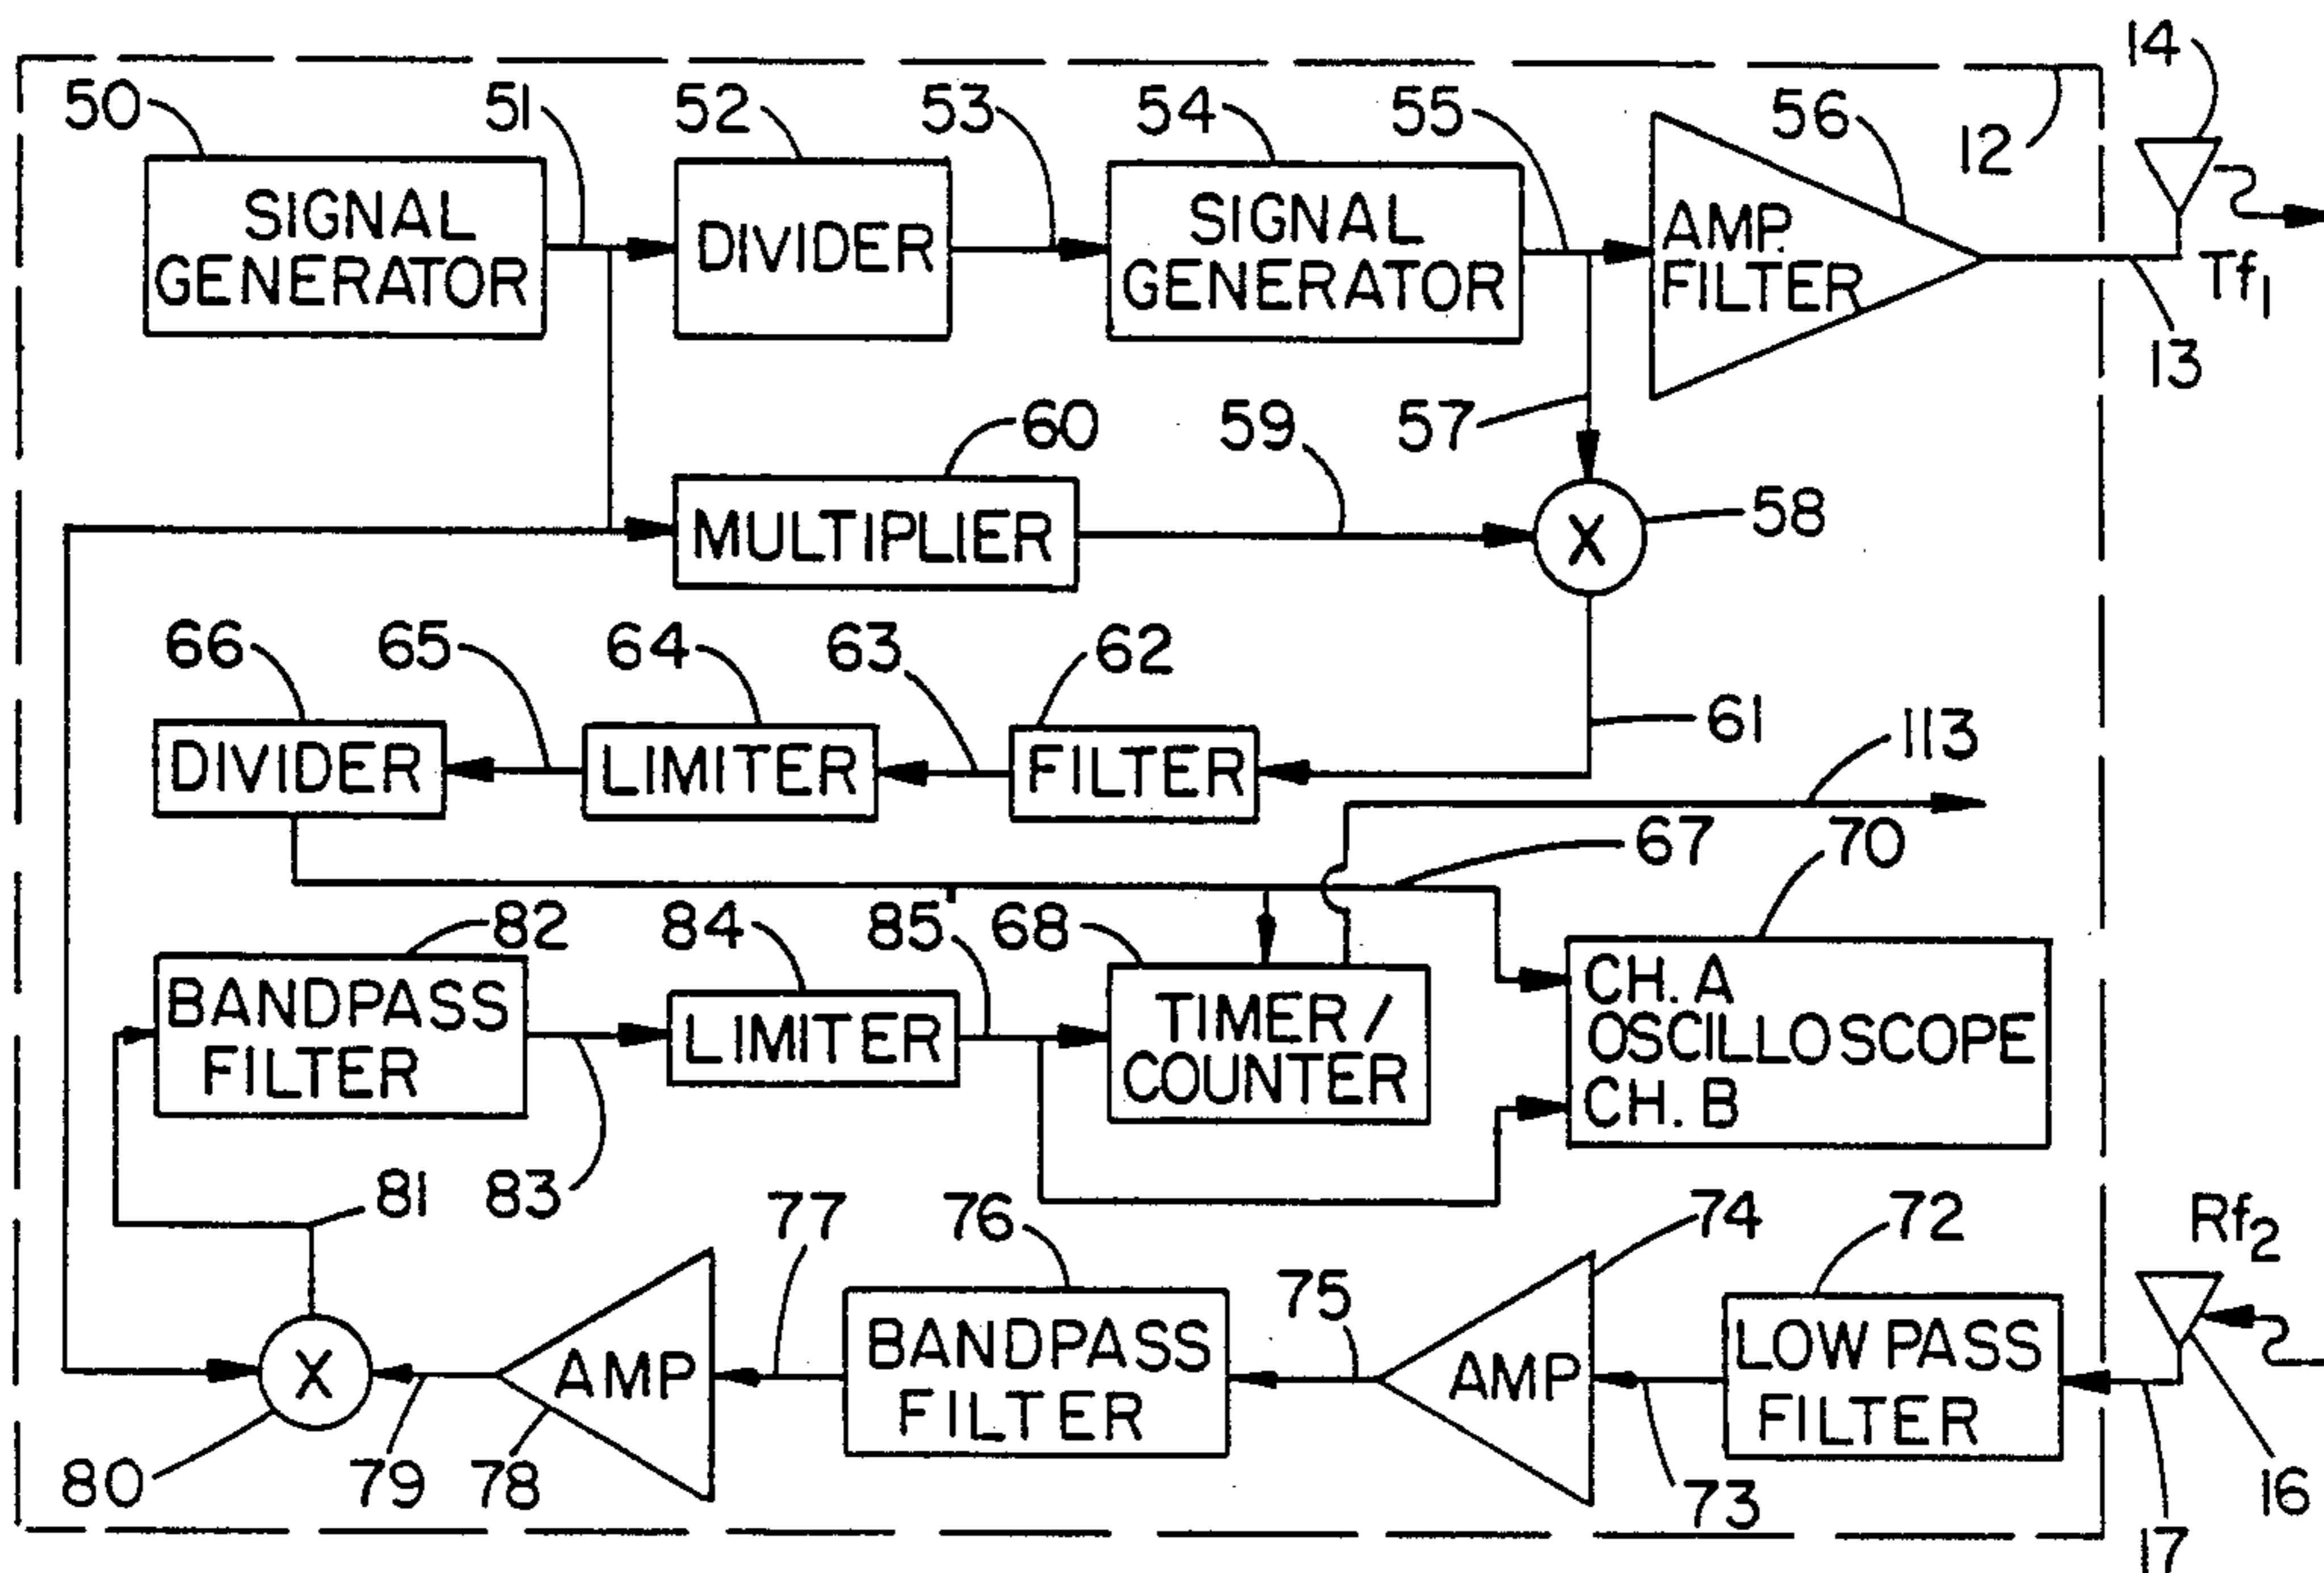 14
50 51 52 53 54 55 56 12
SIGNAL
GENERATOR
DIVIDER
SIGNAL
GENERATOR
AMP.
FILTER
Tf1
13
60 59 57
MULTIPLIER
X
58
66 65 64 63 62
61
113
DIVIDER
LIMITER
FILTER
67 70
82 84 85 68
BANDPASS
FILTER
LIMITER
TIMER/
COUNTER
CH. A
OSCILLOSCOPE
CH. B
81 83 77 76 75 74 72
Rf2
X
AMP
BANDPASS
FILTER
AMP
LOW PASS
FILTER
80 79 78 73 16
17